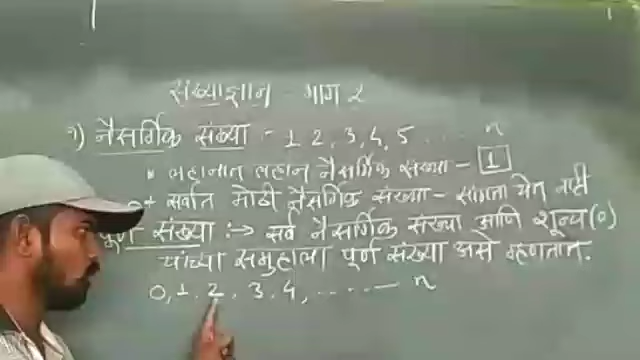 संख्याज्ञान - भाग २
१) नैसर्गिक संख्या - 1 2, 3, 4, 5 ..... n
* लहानात लहान नैसर्गिक संख्या - 1
* सर्वात मोठी नैसर्गिक संख्या - सांगता येत नाही
पूर्ण संख्या :→ सर्व नैसर्गिक संख्या आणि शून्य (0)
यांच्या समुहाला पूर्ण संख्या असे म्हणतात.
0, 1, 2, 3, 4, ..... — n